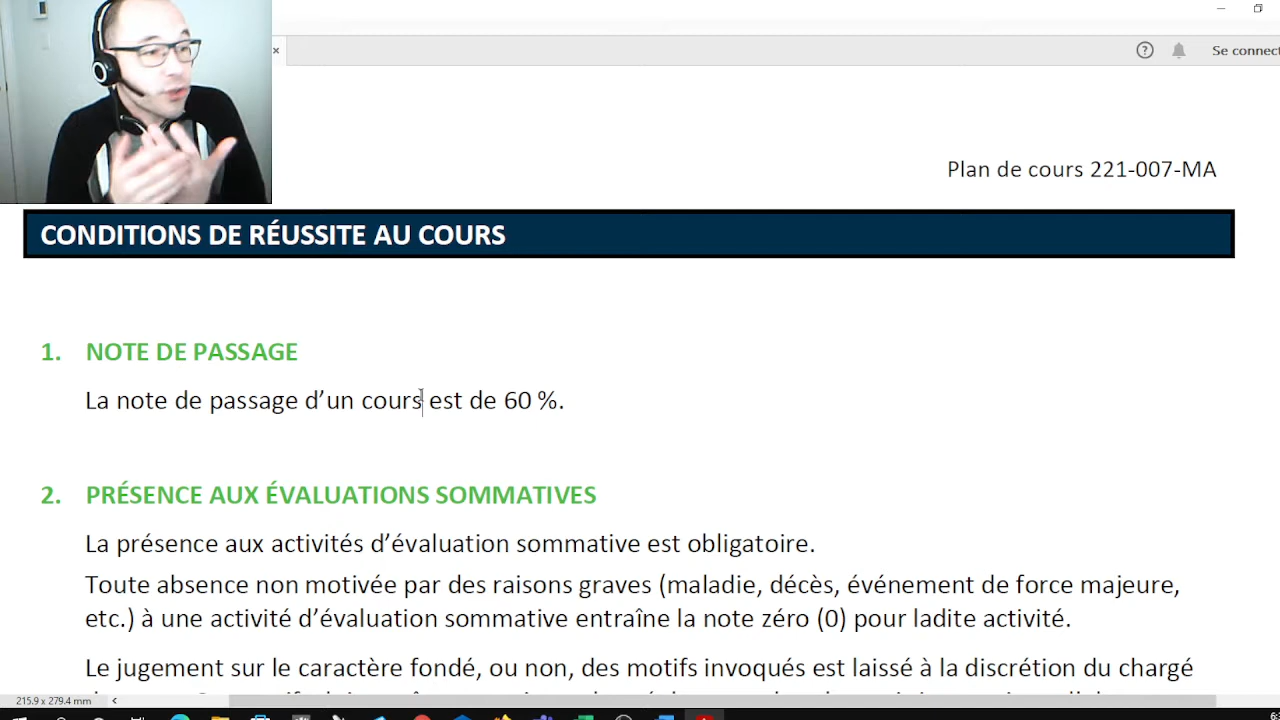 Se connect
Plan de cours 221-007-MA
CONDITIONS DE RÉUSSITE AU COURS
1. NOTE DE PASSAGE
La note de passage d’un cours est de 60 %.
2. PRÉSENCE AUX ÉVALUATIONS SOMMATIVES
La présence aux activités d’évaluation sommative est obligatoire.
Toute absence non motivée par des raisons graves (maladie, décès, événement de force majeure,
etc.) à une activité d’évaluation sommative entraîne la note zéro (0) pour ladite activité.
Le jugement sur le caractère fondé, ou non, des motifs invoqués est laissé à la discrétion du chargé
215.9 x 279.4 mm